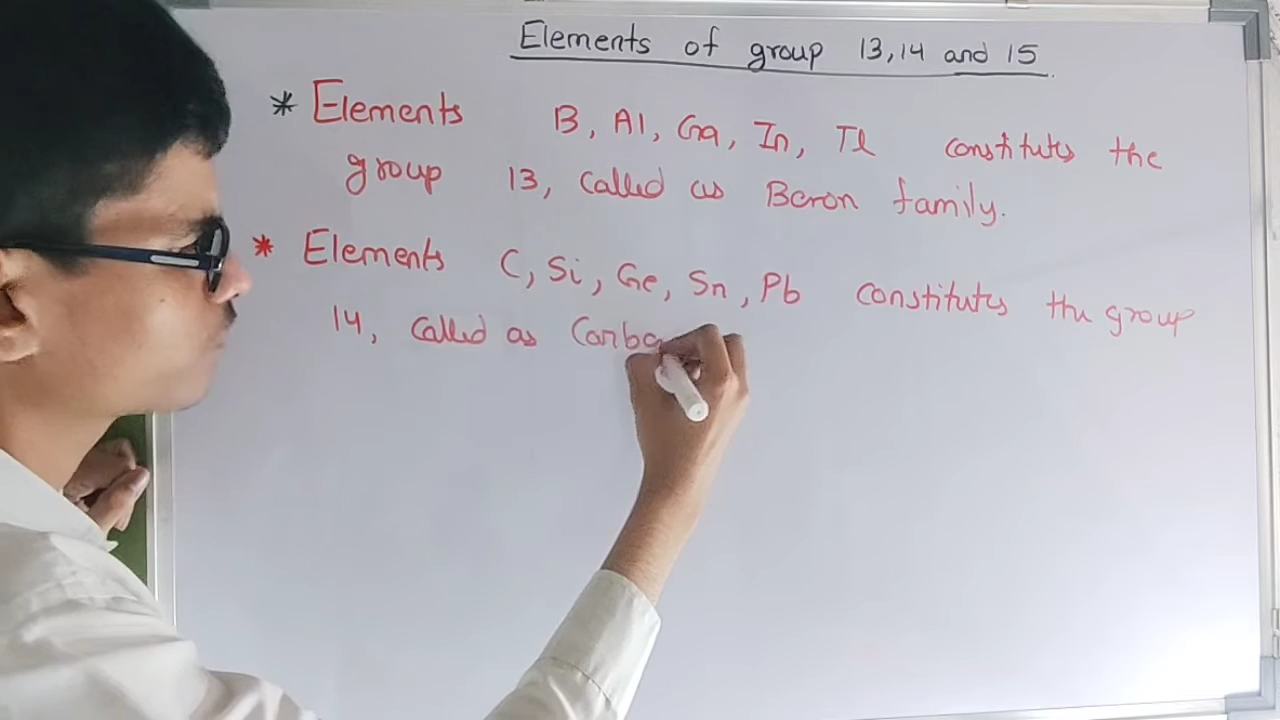 Elements of group 13, 14 and 15
* Elements B, Al, Ga, In, Tl constitutes the
group 13, called as Boron family.
* Elements C, Si, Ge, Sn, Pb constitutes the group
14, called as Carbo